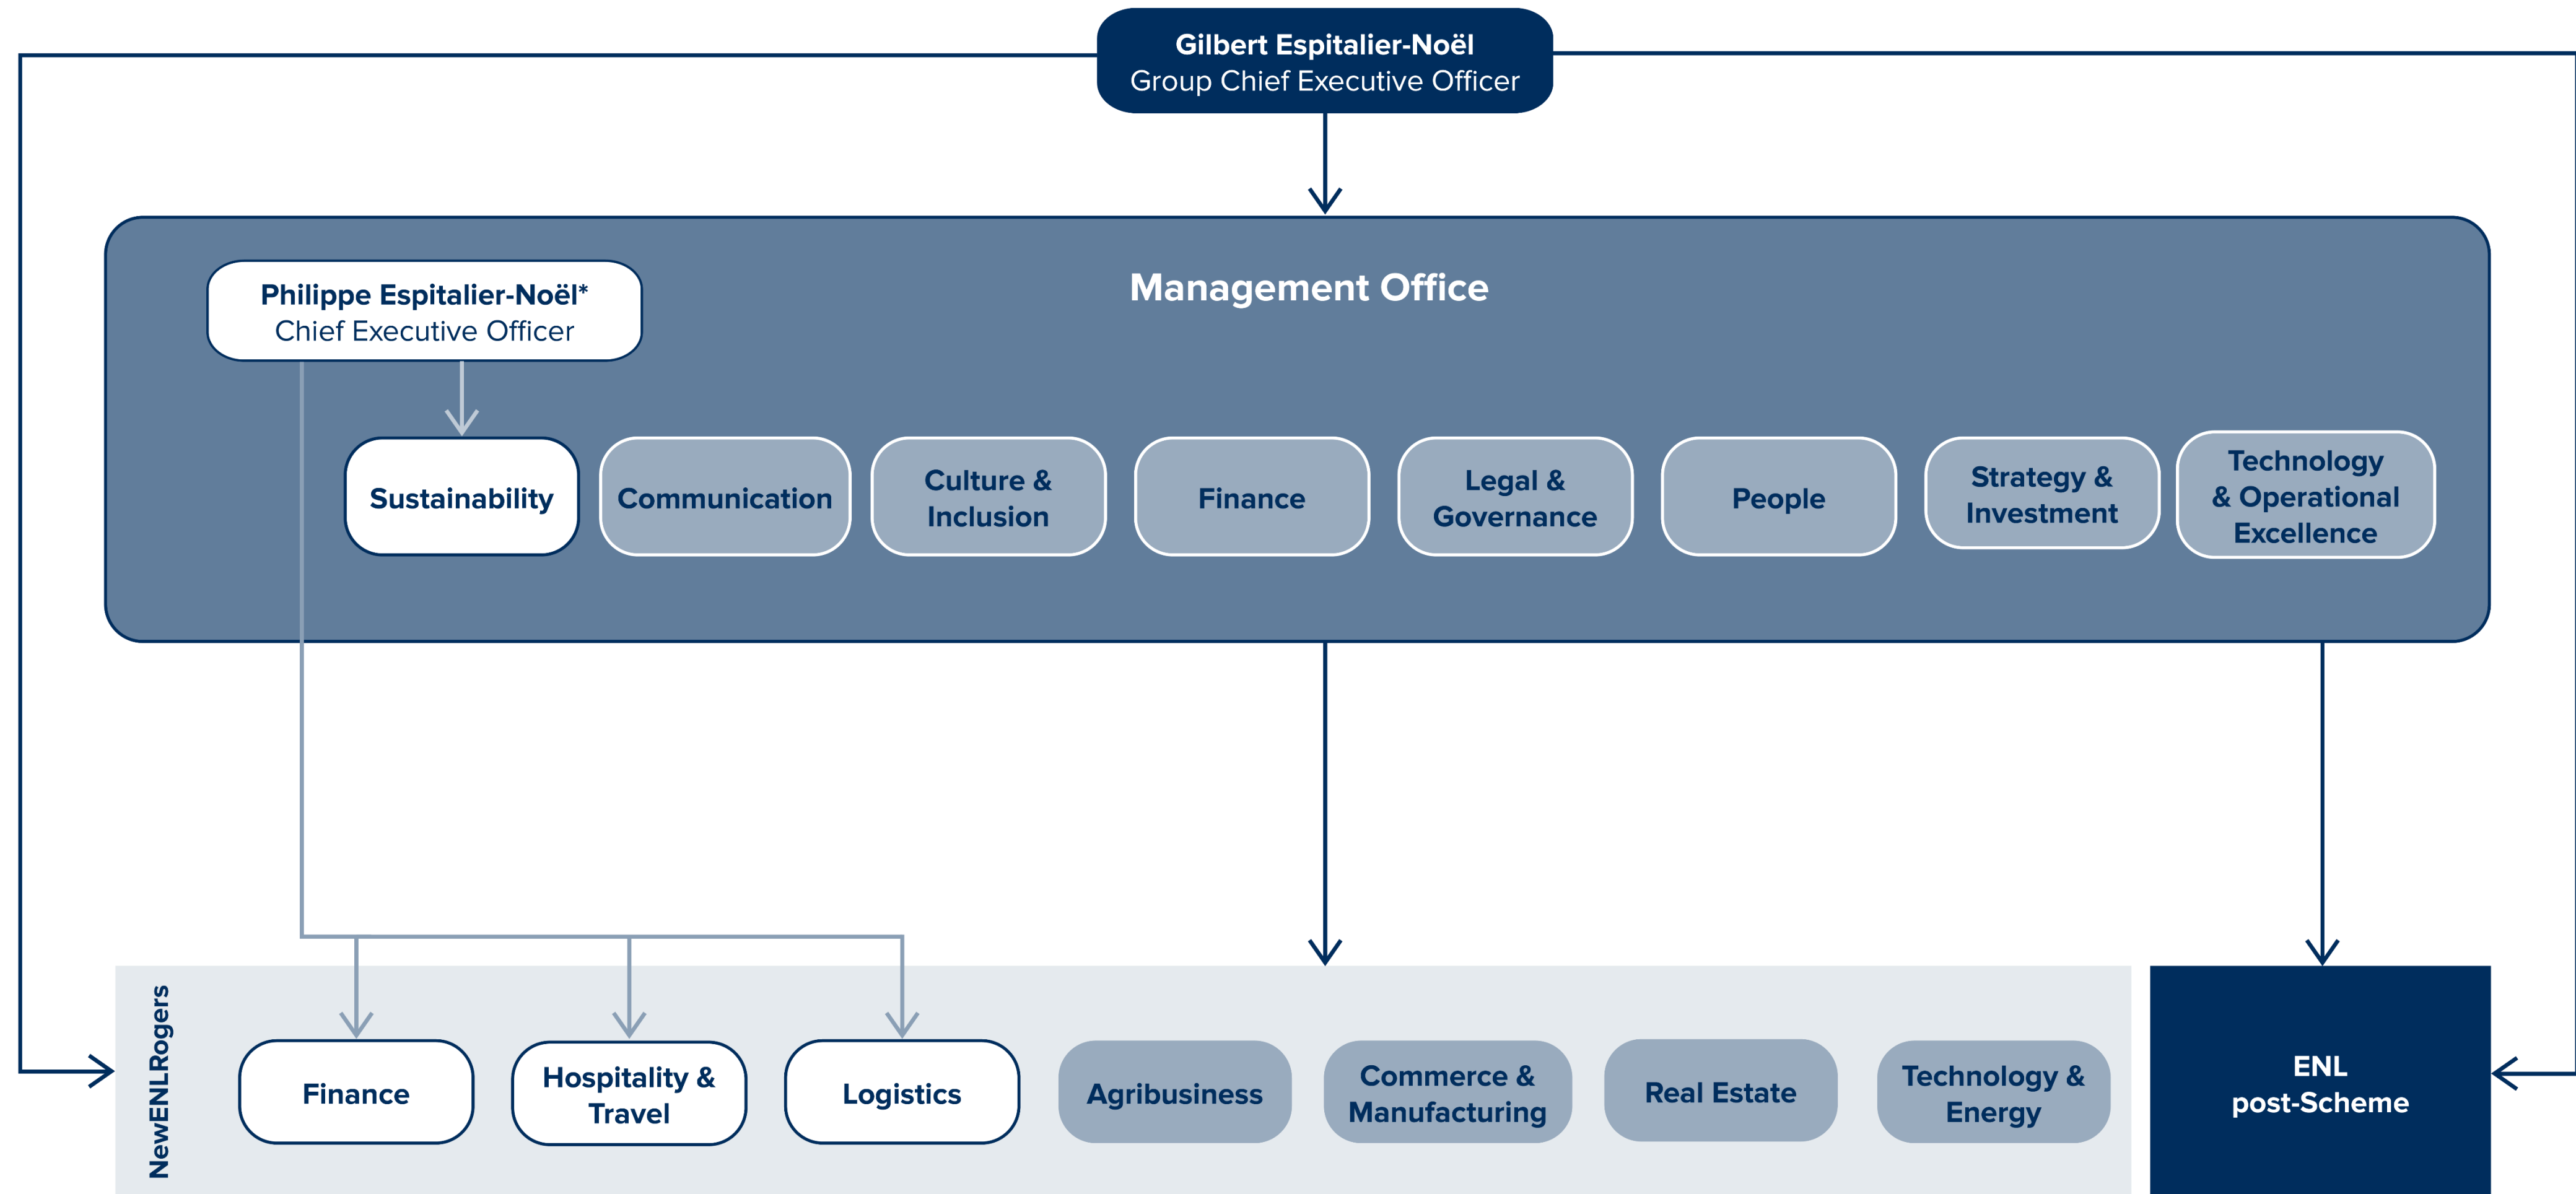 Gilbert Espitalier-Noël
Group Chief Executive Officer
Management Office
Philippe Espitalier-Noël*
Chief Executive Officer
Sustainability
Communication
Culture &
Inclusion
Finance
Legal &
Governance
People
Strategy &
Investment
Technology
& Operational
Excellence
NewENLRogers
Finance
Hospitality &
Travel
Logistics
Agribusiness
Commerce &
Manufacturing
Real Estate
Technology &
Energy
ENL
post-Scheme